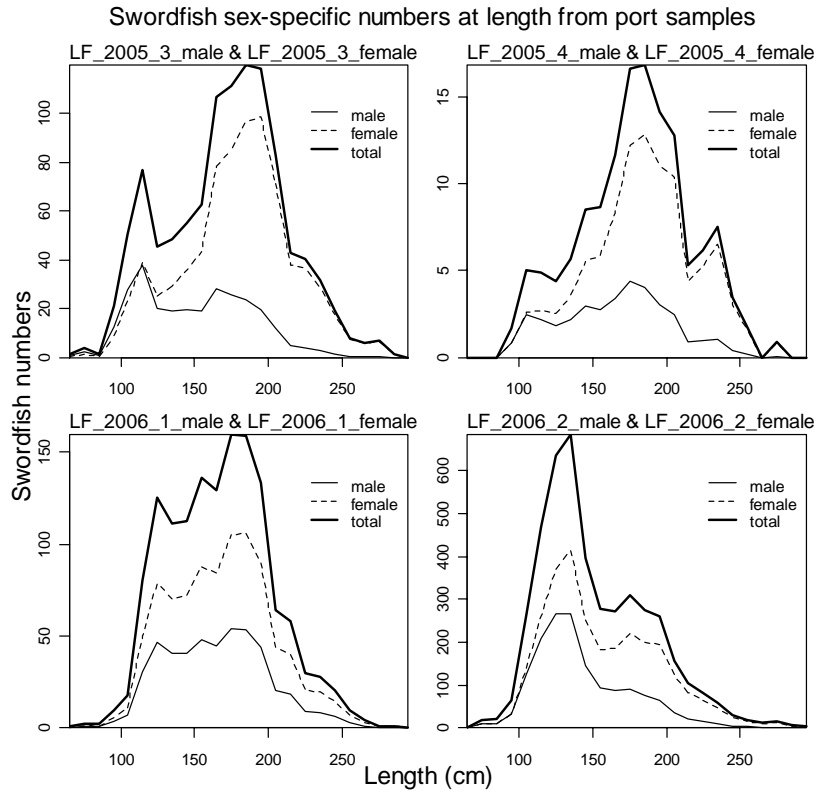 Swordfish sex-specific numbers at length from port samples
LF_2005_3_male & LF_2005_3_female
LF_2005_4_male & LF_2005_4_female
male
female
total
male
female
total
0 20 40 60 80 100
0 5 10 15
100 150 200 250
100 150 200 250
Swordfish numbers
LF_2006_1_male & LF_2006_1_female
LF_2006_2_male & LF_2006_2_female
male
female
total
male
female
total
0 50 100 150
0 100 200 300 400 500 600
100 150 200 250
100 150 200 250
Length (cm)